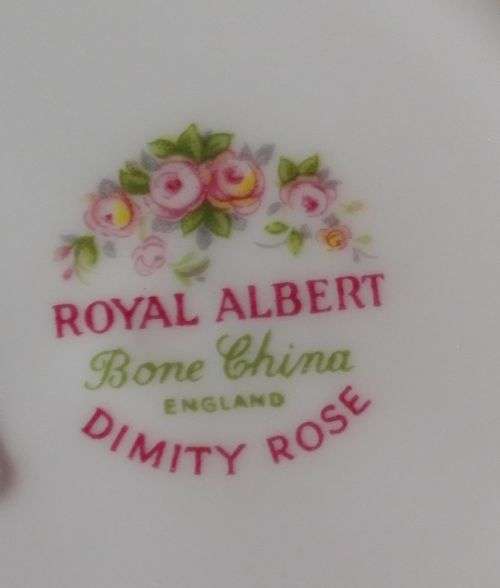 ROYAL ALBERT
Bone China
ENGLAND
DIMITY ROSE